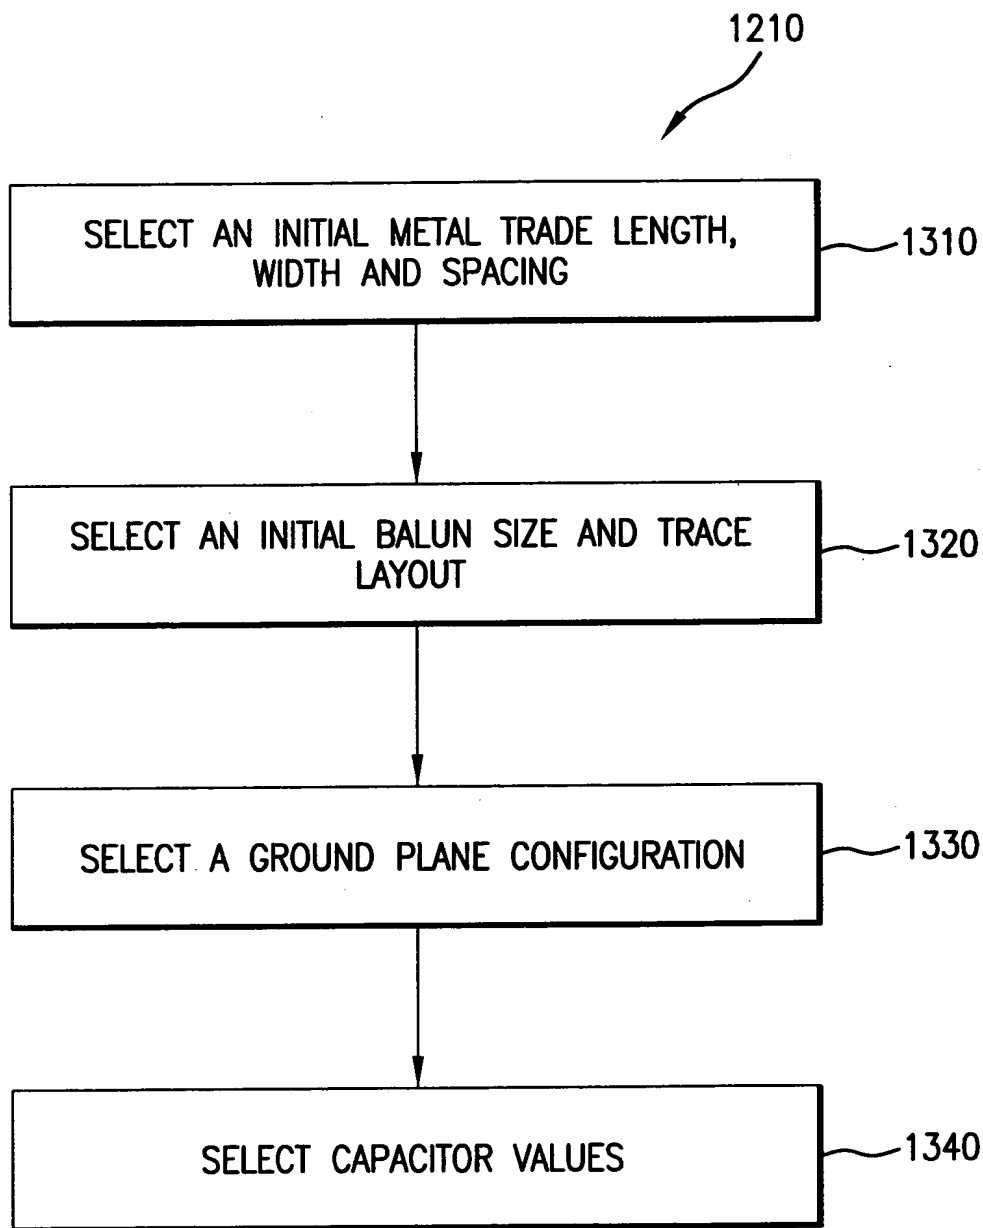 1210
SELECT AN INITIAL METAL TRADE LENGTH,
WIDTH AND SPACING
1310
SELECT AN INITIAL BALUN SIZE AND TRACE
LAYOUT
1320
SELECT A GROUND PLANE CONFIGURATION
1330
SELECT CAPACITOR VALUES
1340